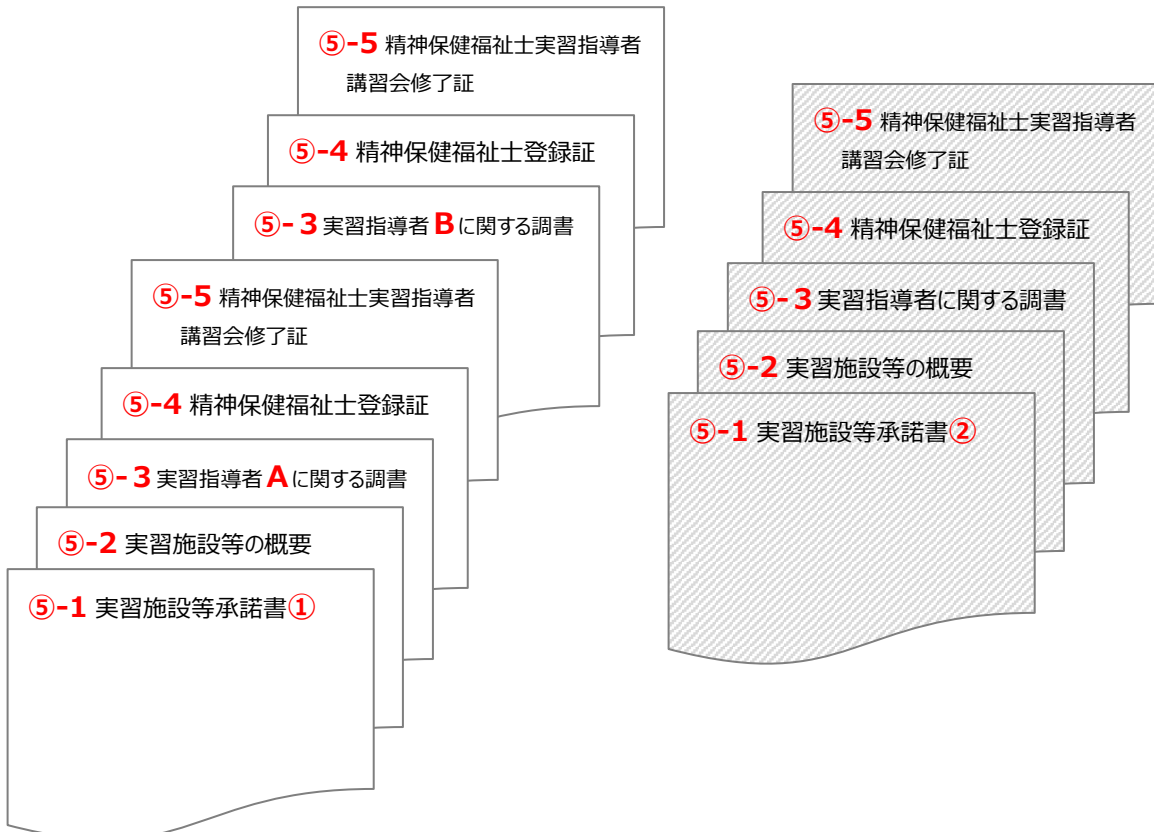 ⑤-5 精神保健福祉士実習指導者
講習会修了証
⑤-4 精神保健福祉士登録証
⑤-3 実習指導者 B に関する調書
⑤-5 精神保健福祉士実習指導者
講習会修了証
⑤-4 精神保健福祉士登録証
⑤-3 実習指導者 A に関する調書
⑤-2 実習施設等の概要
⑤-1 実習施設等承諾書①
⑤-5 精神保健福祉士実習指導者
講習会修了証
⑤-4 精神保健福祉士登録証
⑤-3 実習指導者に関する調書
⑤-2 実習施設等の概要
⑤-1 実習施設等承諾書②